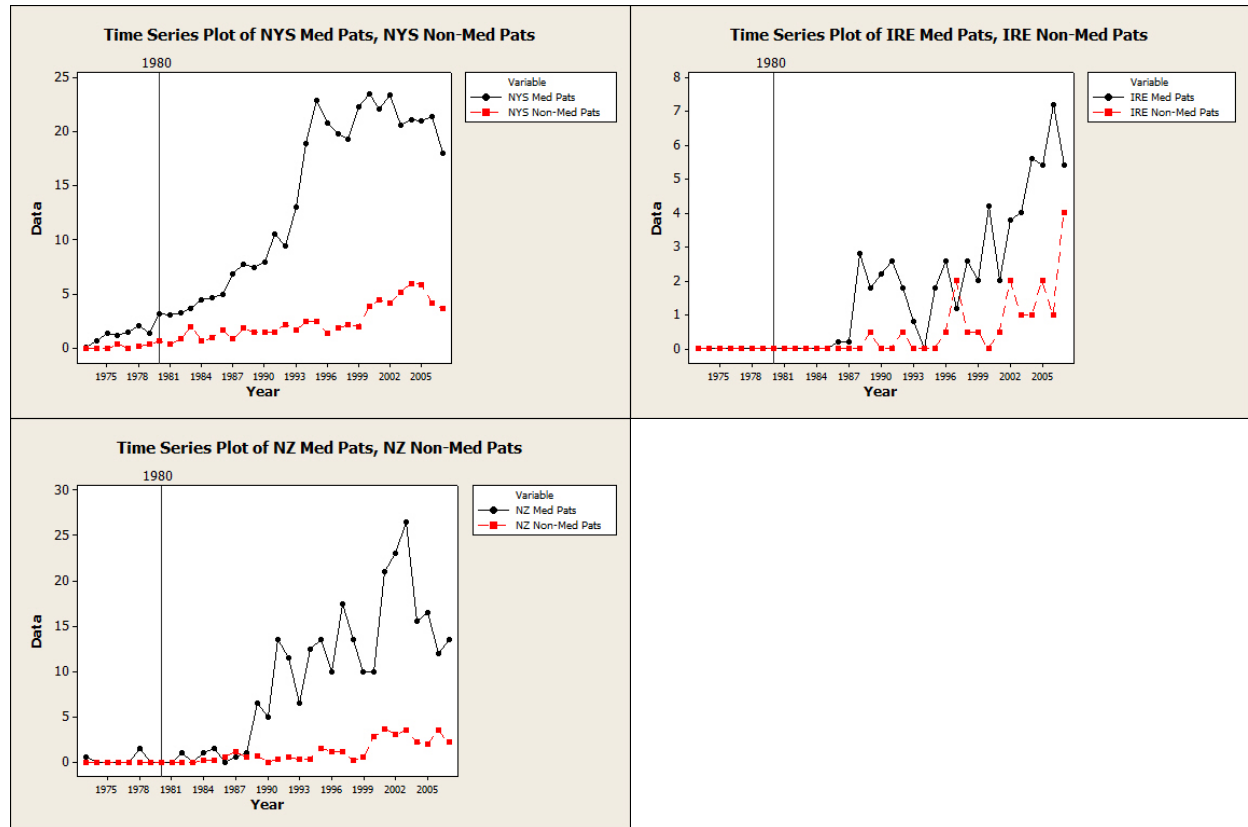 Time Series Plot of NYS Med Pats, NYS Non-Med Pats
1980
25
20
15
10
5
0
Data
1975 1978 1981 1984 1987 1990 1993 1996 1999 2002 2005
Year
Variable
NYS Med Pats
NYS Non-Med Pats
Time Series Plot of IRE Med Pats, IRE Non-Med Pats
1980
8
7
6
5
4
3
2
1
0
Data
1975 1978 1981 1984 1987 1990 1993 1996 1999 2002 2005
Year
Variable
IRE Med Pats
IRE Non-Med Pats
Time Series Plot of NZ Med Pats, NZ Non-Med Pats
1980
30
25
20
15
10
5
0
Data
1975 1978 1981 1984 1987 1990 1993 1996 1999 2002 2005
Year
Variable
NZ Med Pats
NZ Non-Med Pats